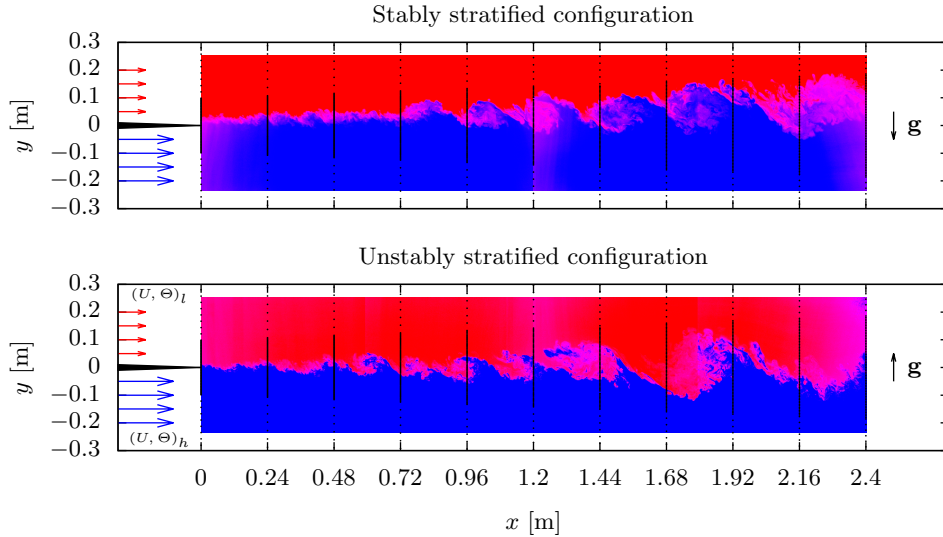 Stably stratified configuration
0.3
0.2
0.1
0
−0.1
−0.2
−0.3
y [m]
g
Unstably stratified configuration
0.3
0.2
0.1
0
−0.1
−0.2
−0.3
y [m]
(U, Θ)l
(U, Θ)h
g
0 0.24 0.48 0.72 0.96 1.2 1.44 1.68 1.92 2.16 2.4
x [m]